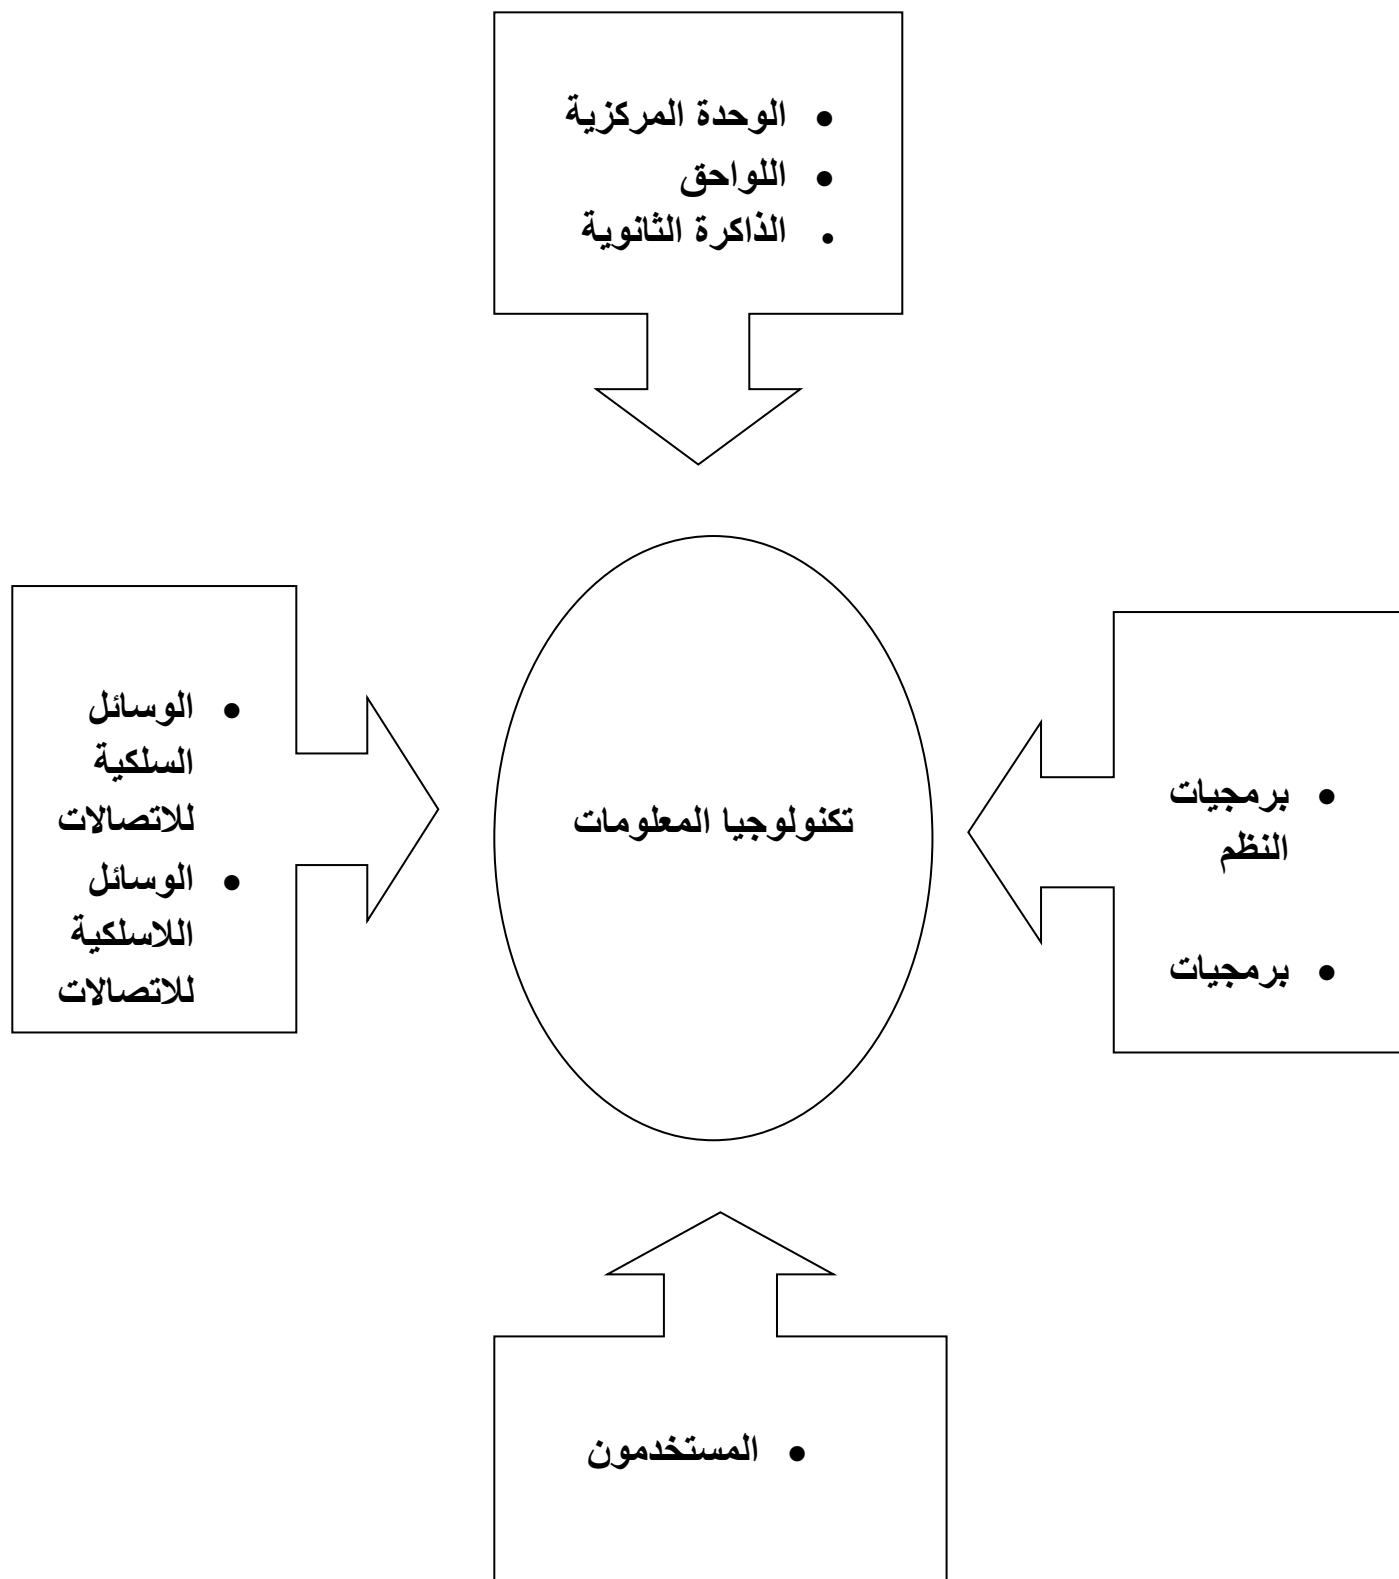 • الوحدة المركزية
• اللواحق
• الذاكرة الثانوية
• برمجيات
النظم
• برمجيات
تكنولوجيا المعلومات
• الوسائل
السلكية
للاتصالات
• الوسائل
اللاسلكية
للاتصالات
• المستخدمون